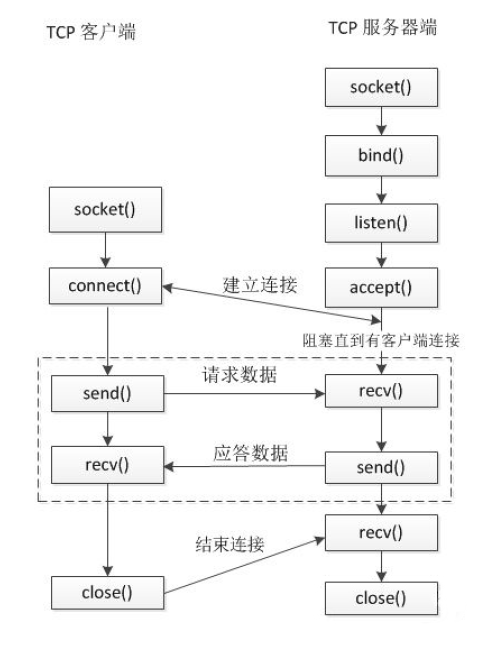 TCP 客户端
TCP 服务器端
socket()
bind()
socket()
listen()
connect()
建立连接
accept()
阻塞直到有客户端连接
send()
请求数据
recv()
recv()
应答数据
send()
结束连接
recv()
close()
close()